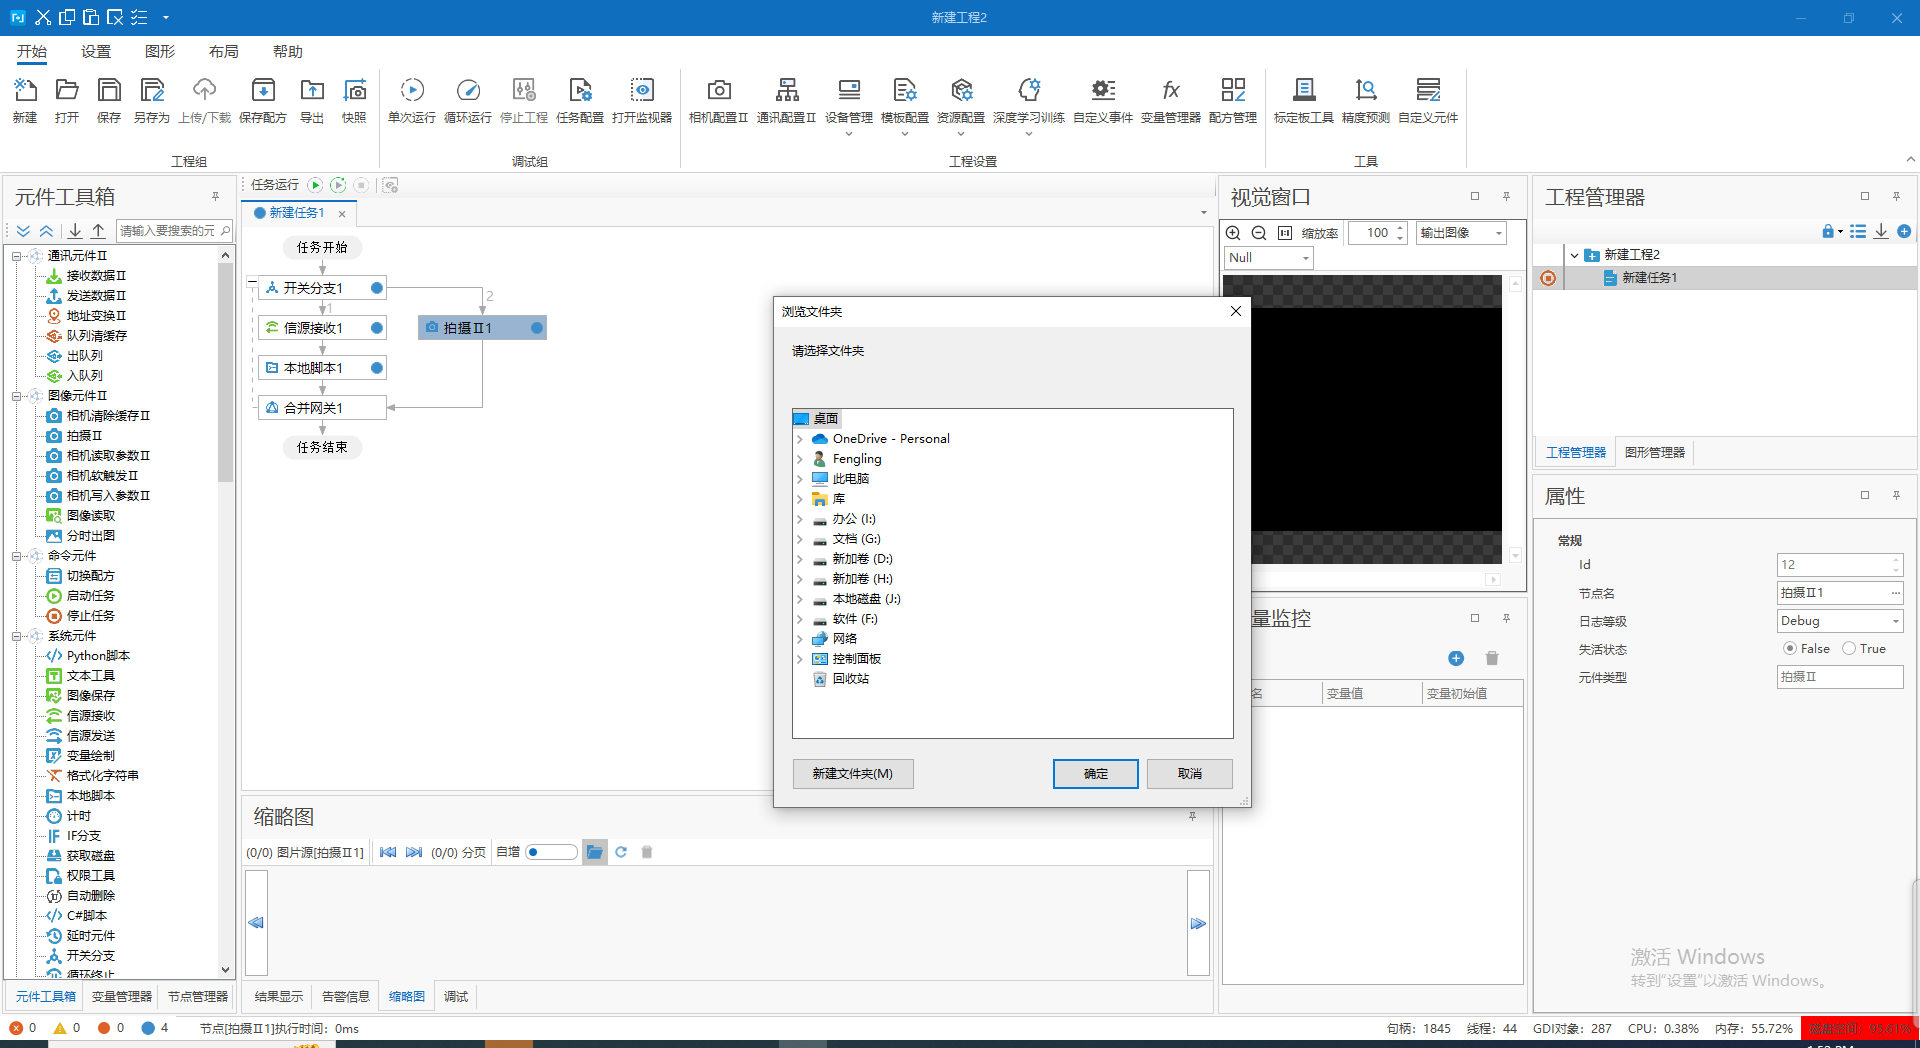 新建工程2
开始 设置 图形 布局 帮助
新建 打开 保存 另存为 上传/下载 保存配方 导出 快照
工程组
单次运行 循环运行 停止工程 任务配置 打开监视器
调试组
相机配置II 通讯配置II 设备管理 模板配置 资源配置 深度学习训练 自定义事件 变量管理器 配方管理
工程设置
标定板工具 精度预测 自定义元件
工具
元件工具箱
请输入要搜索的元
通讯元件II
接收数据II
发送数据II
地址变换II
队列清缓存
出队列
入队列
图像元件II
相机清除缓存II
拍摄II
相机读取参数II
相机软触发II
相机写入参数II
图像读取
分时出图
命令元件
切换配方
启动任务
停止任务
系统元件
Python脚本
文本工具
图像保存
信源接收
信源发送
变量绘制
格式化字符串
本地脚本
计时
IF分支
获取磁盘
权限工具
自动删除
C#脚本
延时元件
开关分支
循环终止
元件工具箱 变量管理器 节点管理器
任务运行
新建任务1
任务开始
开关分支1
1
2
信源接收1
拍摄II1
本地脚本1
合并网关1
任务结束
缩略图
(0/0) 图片源[拍摄II1] (0/0) 分页 自增
结果显示 告警信息 缩略图 调试
视觉窗口
缩放率 100 输出图像
Null
浏览文件夹
请选择文件夹
桌面
OneDrive - Personal
Fengling
此电脑
库
办公 (I:)
文档 (G:)
新加卷 (D:)
新加卷 (H:)
本地磁盘 (J:)
软件 (F:)
网络
控制面板
回收站
新建文件夹(M) 确定 取消
量监控
名 变量值 变量初始值
工程管理器
新建工程2
新建任务1
工程管理器 图形管理器
属性
常规
Id 12
节点名 拍摄II1
日志等级 Debug
失活状态 False True
元件类型 拍摄II
激活 Windows
转到“设置”以激活 Windows。
0 0 0 4 节点[拍摄II1]执行时间: 0ms
句柄: 1845 线程: 44 GDI对象: 287 CPU: 0.38% 内存: 55.72%